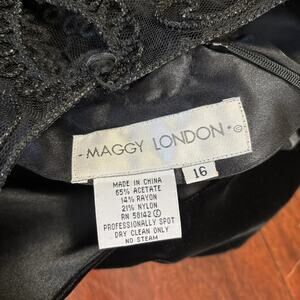 · MAGGY LONDON · ©
16
MADE IN CHINA
65% ACETATE
14% RAYON
21% NYLON
RN 58142 Ⓒ
PROFESSIONALLY SPOT
DRY CLEAN ONLY
NO STEAM